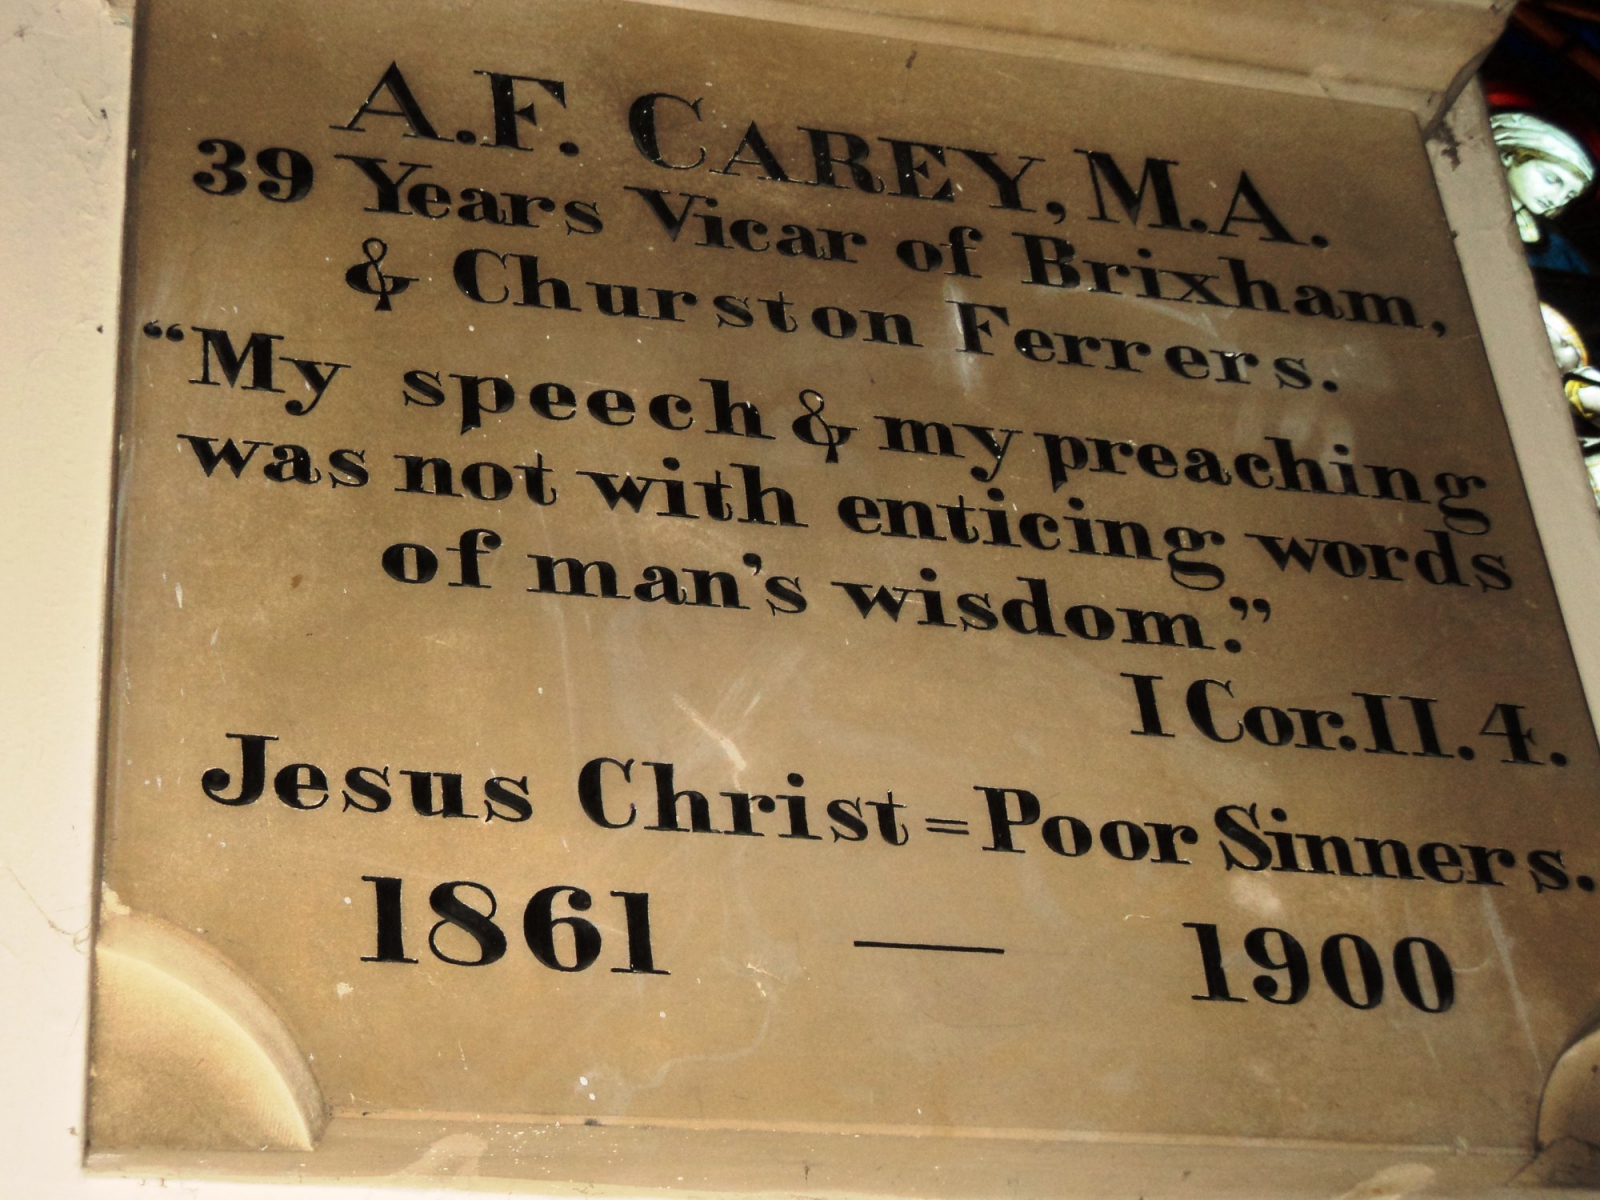 A.F. CAREY, M.A.
39 Years Vicar of Brixham,
& Churston Ferrers.
“My speech & my preaching
was not with enticing words
of man’s wisdom.”
I Cor. II. 4.
Jesus Christ = Poor Sinners.
1861 — 1900